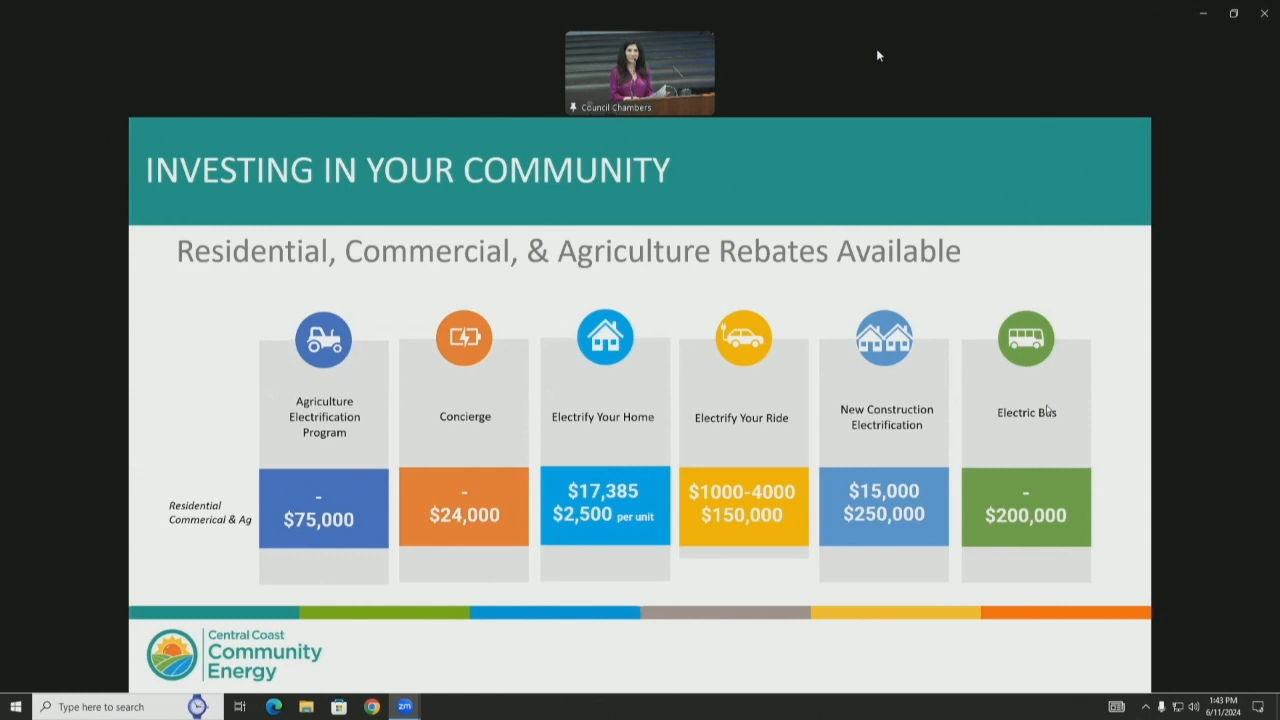 Council Chambers
INVESTING IN YOUR COMMUNITY
Residential, Commercial, & Agriculture Rebates Available
Agriculture
Electrification
Program
Concierge
Electrify Your Home
Electrify Your Ride
New Construction
Electrification
Electric Bus
Residential
Commerical & Ag
-
$75,000
-
$24,000
$17,385
$2,500 per unit
$1000-4000
$150,000
$15,000
$250,000
-
$200,000
Central Coast
Community
Energy
Type here to search
zm
1:43 PM
6/11/2024